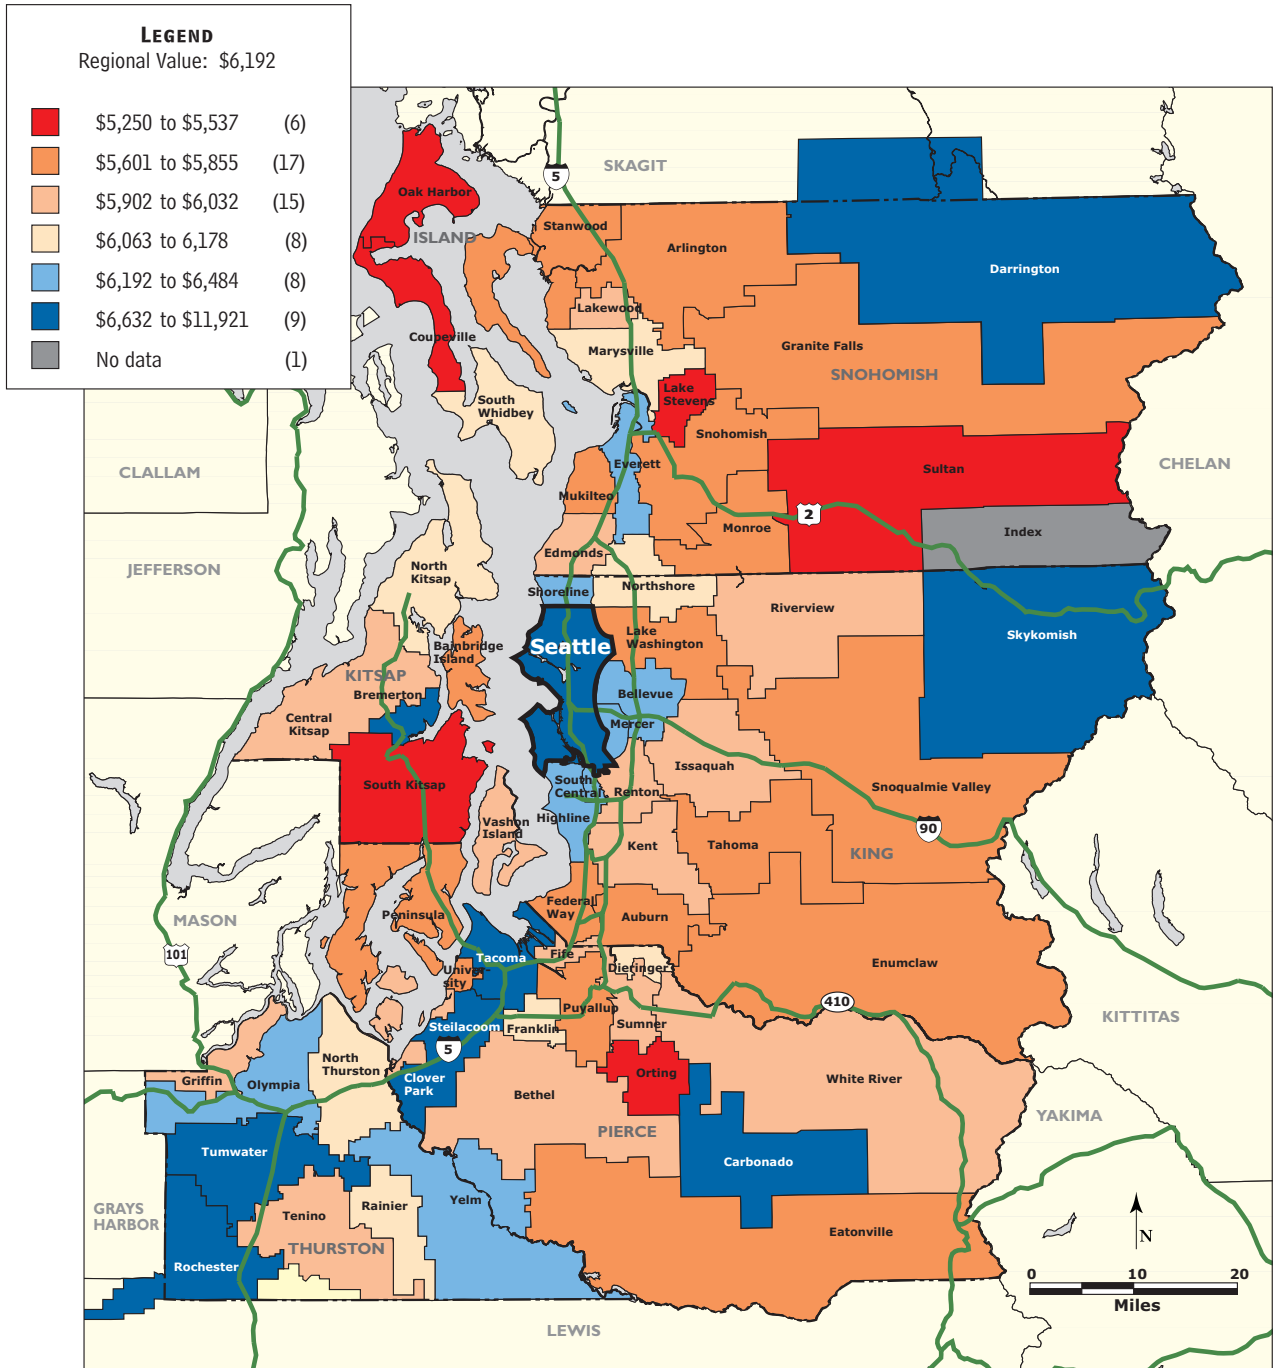 LEGEND
Regional Value: $6,192
$5,250 to $5,537 (6)
$5,601 to $5,855 (17)
$5,902 to $6,032 (15)
$6,063 to 6,178 (8)
$6,192 to $6,484 (8)
$6,632 to $11,921 (9)
No data (1)
SKAGIT
5
Oak Harbor
ISLAND
Stanwood
Arlington
Darrington
Lakewood
Coupeville
Marysville
Granite Falls
SNOHOMISH
Lake
Stevens
South
Whidbey
Snohomish
CLALLAM
Everett
Sultan
CHELAN
Mukilteo
2
Monroe
Index
Edmonds
JEFFERSON
North
Kitsap
Shoreline
Northshore
Riverview
Skykomish
Seattle
Lake
Washington
Bainbridge
Island
KITSAP
Bremerton
Bellevue
Central
Kitsap
Mercer
Issaquah
South Kitsap
South
Central
Renton
Snoqualmie Valley
Vashon
Island
Highline
90
Kent
Tahoma
KING
MASON
Peninsula
Federal
Way
Auburn
101
Tacoma
Fife
Dieringer
Enumclaw
Univer-
sity
410
Puyallup
KITTITAS
Steilacoom
Franklin
Sumner
5
North
Thurston
Griffin
Olympia
Clover
Park
Orting
White River
Bethel
YAKIMA
PIERCE
Tumwater
Carbonado
GRAYS
HARBOR
Tenino
Rainier
Yelm
Eatonville
THURSTON
N
Rochester
0 10 20
Miles
LEWIS